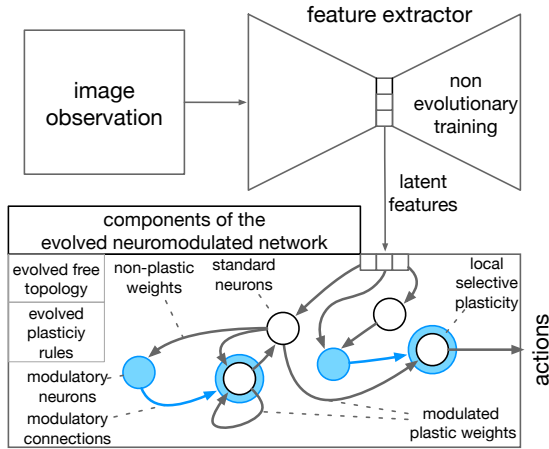 feature extractor
image
observation
non
evolutionary
training
latent
features
components of the
evolved neuromodulated network
evolved free
topology
evolved
plasticiy
rules
non-plastic
weights
standard
neurons
local
selective
plasticity
actions
modulatory
neurons
modulatory
connections
modulated
plastic weights